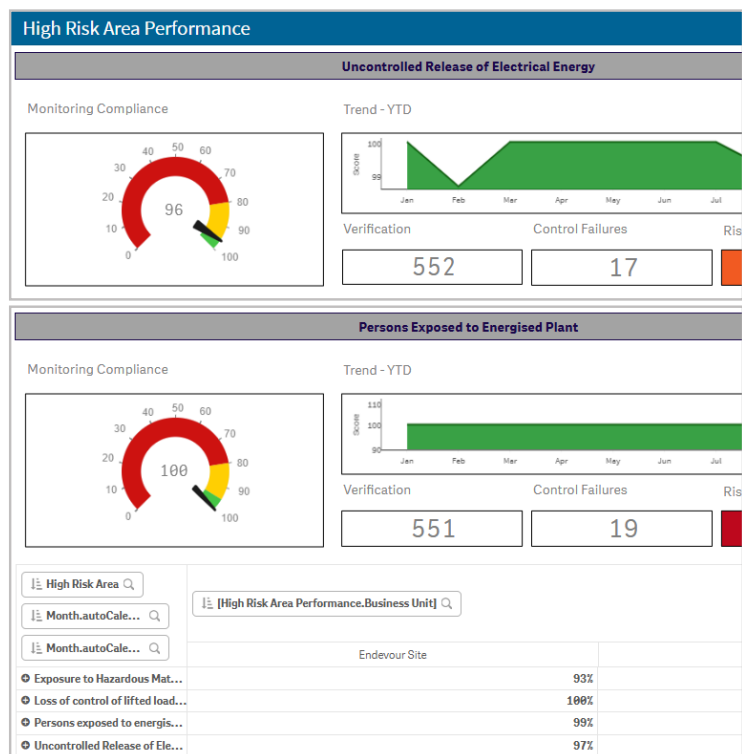 High Risk Area Performance
Uncontrolled Release of Electrical Energy
Monitoring Compliance
Trend - YTD
0 10 20 30 40 50 60 70 80 90 100
96
Score
100
99
Jan Feb Mar Apr May Jun Jul
Verification
Control Failures
Ris
552
17
Persons Exposed to Energised Plant
Monitoring Compliance
Trend - YTD
0 10 20 30 40 50 60 70 80 90 100
100
Score
110
100
90
Jan Feb Mar Apr May Jun Jul
Verification
Control Failures
Ris
551
19
High Risk Area
[High Risk Area Performance.Business Unit]
Month.autoCale...
Month.autoCale...
Endevour Site
Exposure to Hazardous Mat... 93%
Loss of control of lifted load... 100%
Persons exposed to energis... 99%
Uncontrolled Release of Ele... 97%